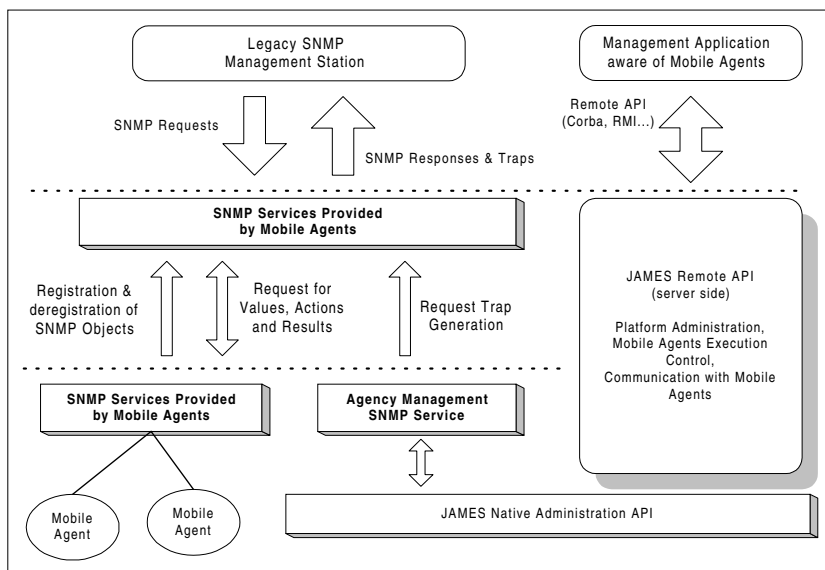 Legacy SNMP
Management Station
Management Application
aware of Mobile Agents
SNMP Requests
SNMP Responses & Traps
Remote API
(Corba, RMI...)
SNMP Services Provided
by Mobile Agents
Registration &
deregistration of
SNMP Objects
Request for
Values, Actions
and Results
Request Trap
Generation
JAMES Remote API
(server side)
Platform Administration,
Mobile Agents Execution
Control,
Communication with Mobile
Agents
SNMP Services Provided
by Mobile Agents
Agency Management
SNMP Service
Mobile
Agent
Mobile
Agent
JAMES Native Administration API